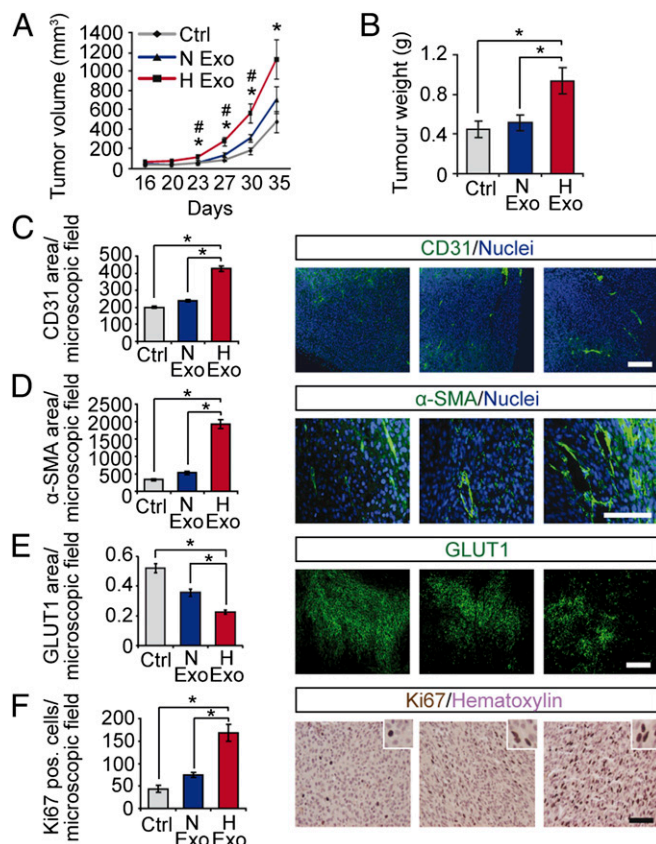 A
Tumor volume (mm³)
1400
1200
1000
800
600
400
200
0
Ctrl
N Exo
H Exo
#
*
#
*
#
*
*
16 20 23 27 30 35
Days
B
Tumour weight (g)
1.2
0.8
0.4
0
*
*
Ctrl N Exo H Exo
C
CD31 area/
microscopic field
500
400
300
200
100
0
*
*
Ctrl N Exo H Exo
CD31/Nuclei
D
α-SMA area/
microscopic field
2000
1500
1000
500
0
*
*
Ctrl N Exo H Exo
α-SMA/Nuclei
E
GLUT1 area/
microscopic field
0.6
0.4
0.2
0
*
*
Ctrl N Exo H Exo
GLUT1
F
Ki67 pos. cells/
microscopic field
200
150
100
50
0
*
*
Ctrl N Exo H Exo
Ki67/Hematoxylin